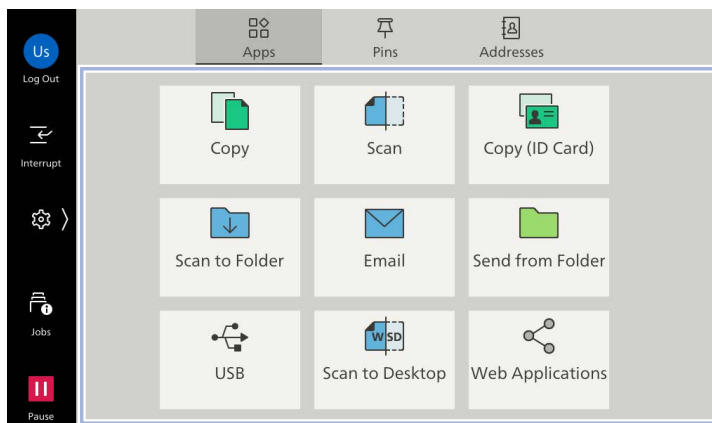 Us
Log Out
Interrupt
Jobs
Pause
Apps
Pins
Addresses
Copy
Scan
Copy (ID Card)
Scan to Folder
Email
Send from Folder
USB
W SD
Scan to Desktop
Web Applications